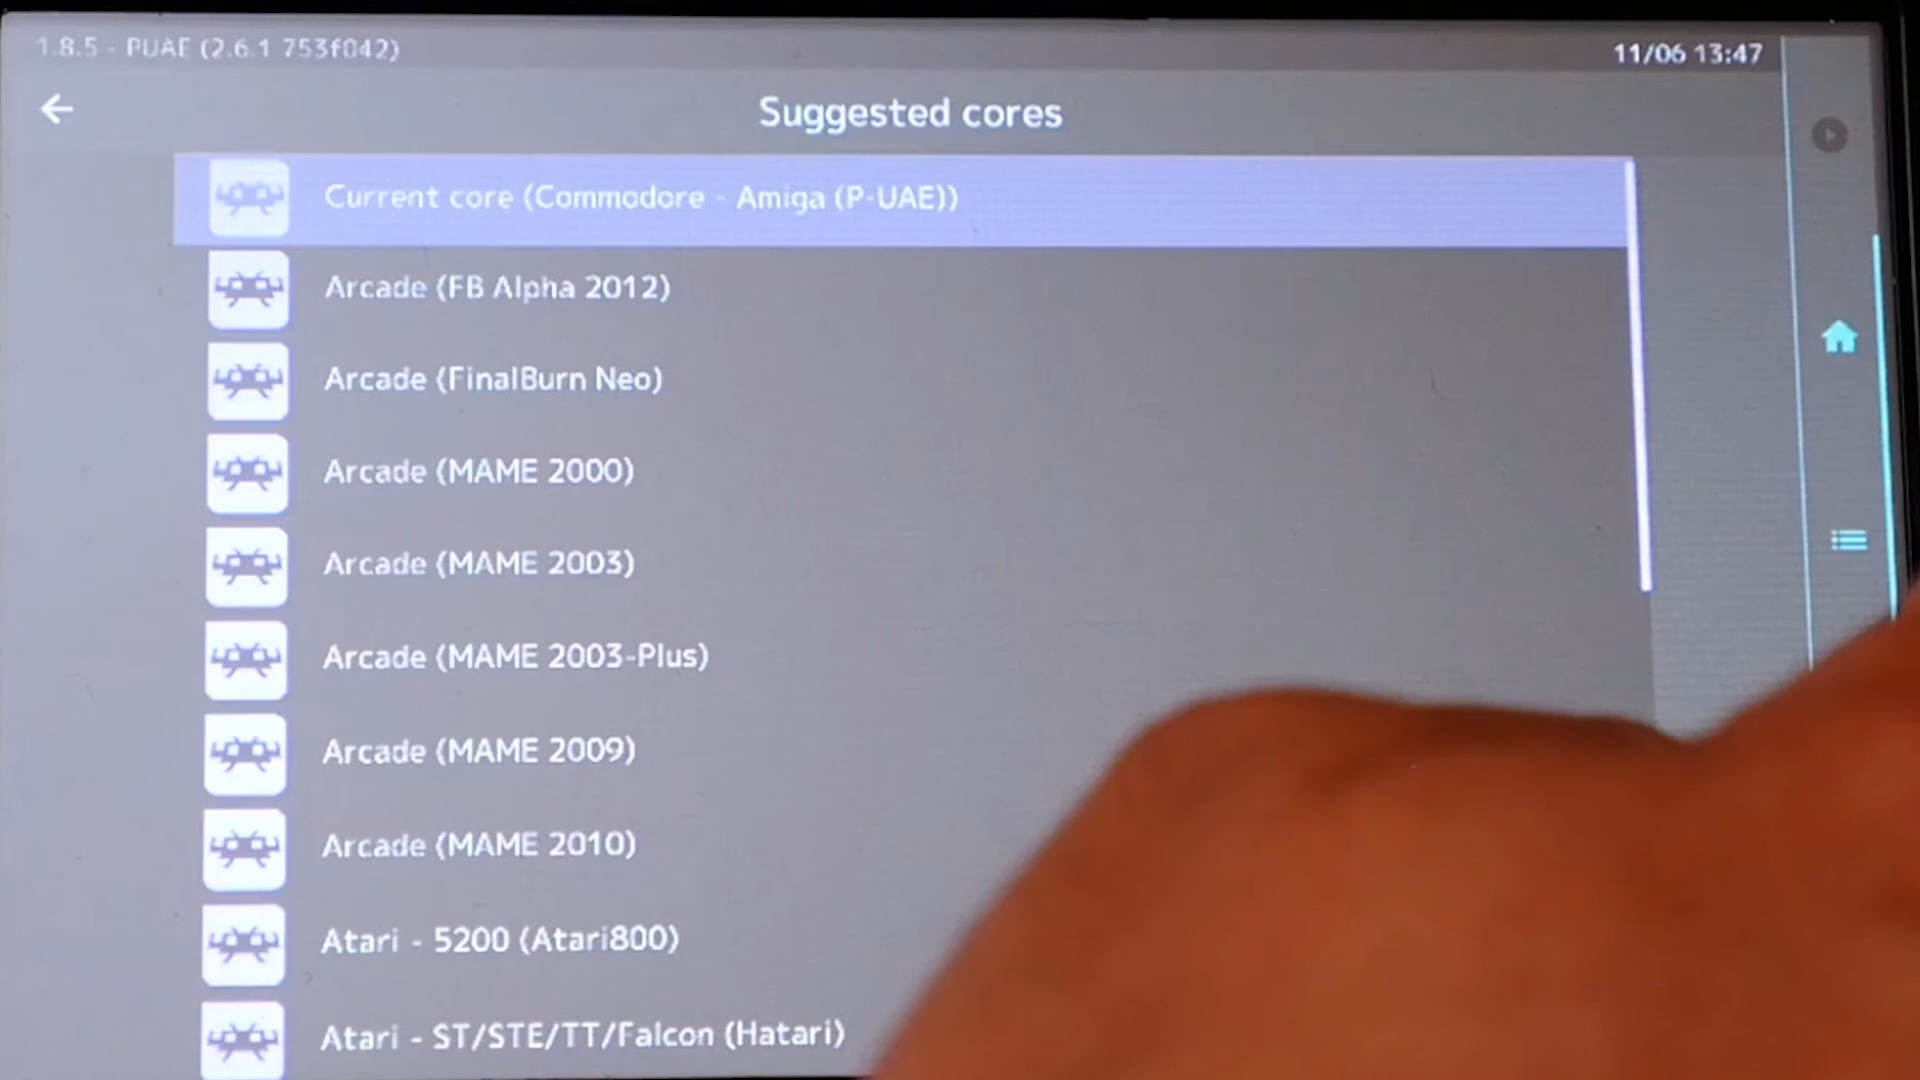 1.8.5 - PUAE (2.6.1 753f042)
11/06 13:47
Suggested cores
Current core (Commodore - Amiga (P-UAE))
Arcade (FB Alpha 2012)
Arcade (FinalBurn Neo)
Arcade (MAME 2000)
Arcade (MAME 2003)
Arcade (MAME 2003-Plus)
Arcade (MAME 2009)
Arcade (MAME 2010)
Atari - 5200 (Atari800)
Atari - ST/STE/TT/Falcon (Hatari)